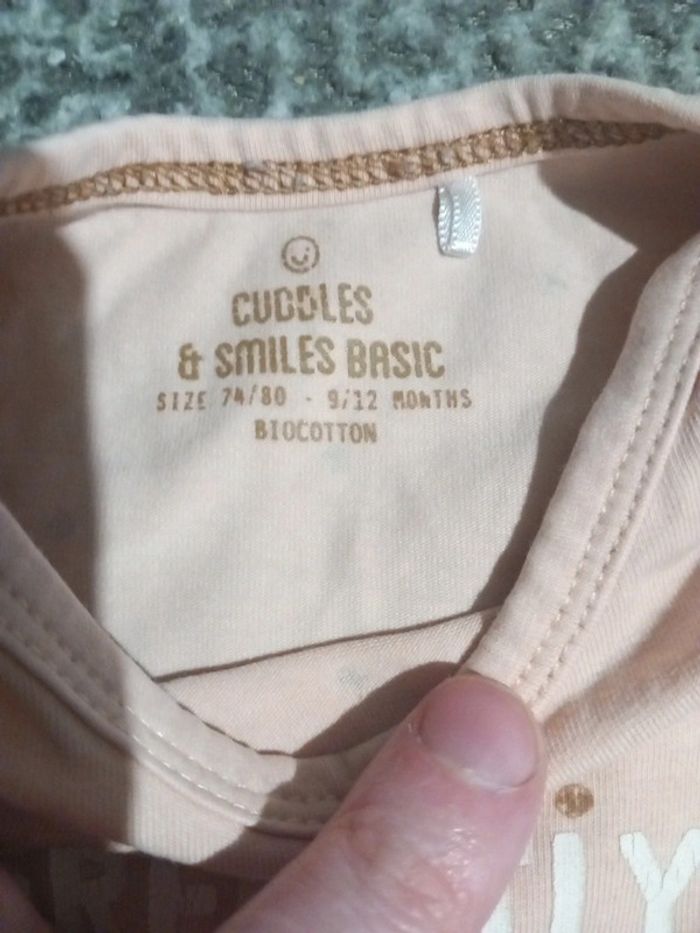 CUDDLES
& SMILES BASIC
SIZE 74/80 - 9/12 MONTHS
BIOCOTTON